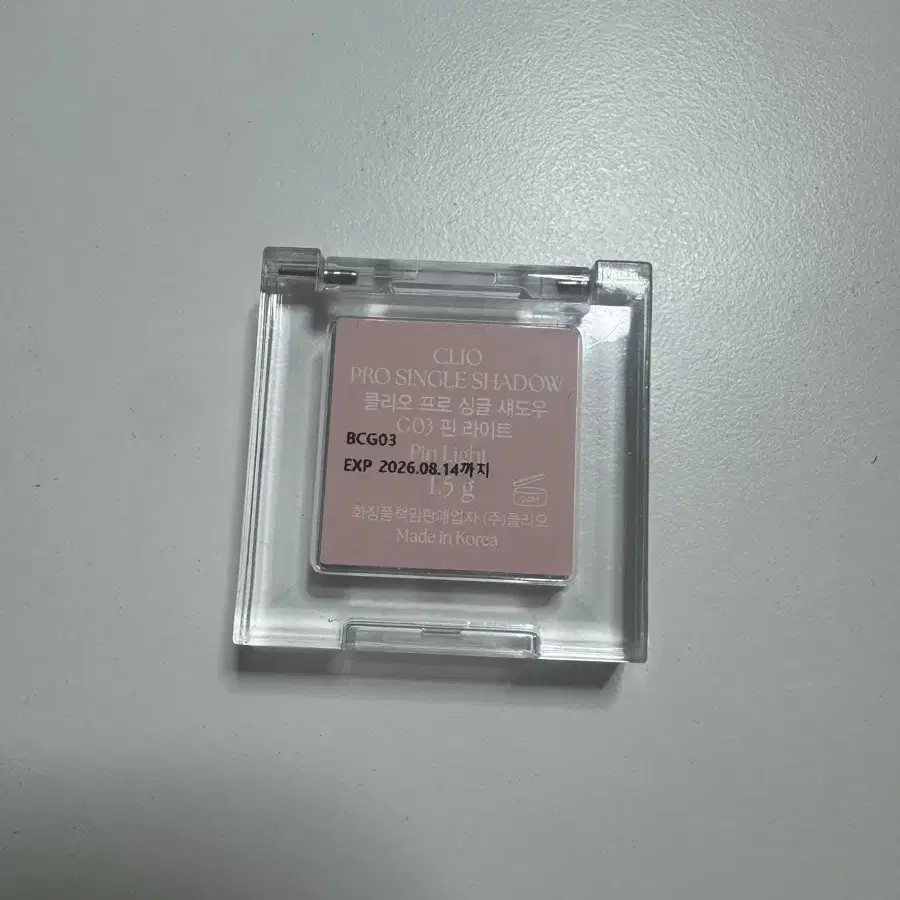 CLIO
PRO SINGLE SHADOW
클리오 프로 싱글 섀도우
G03 핀 라이트
BCG03
Pin Light
EXP 2026.08.14까지
1.5 g
24M
화장품책임판매업자 (주)클리오
Made In Korea